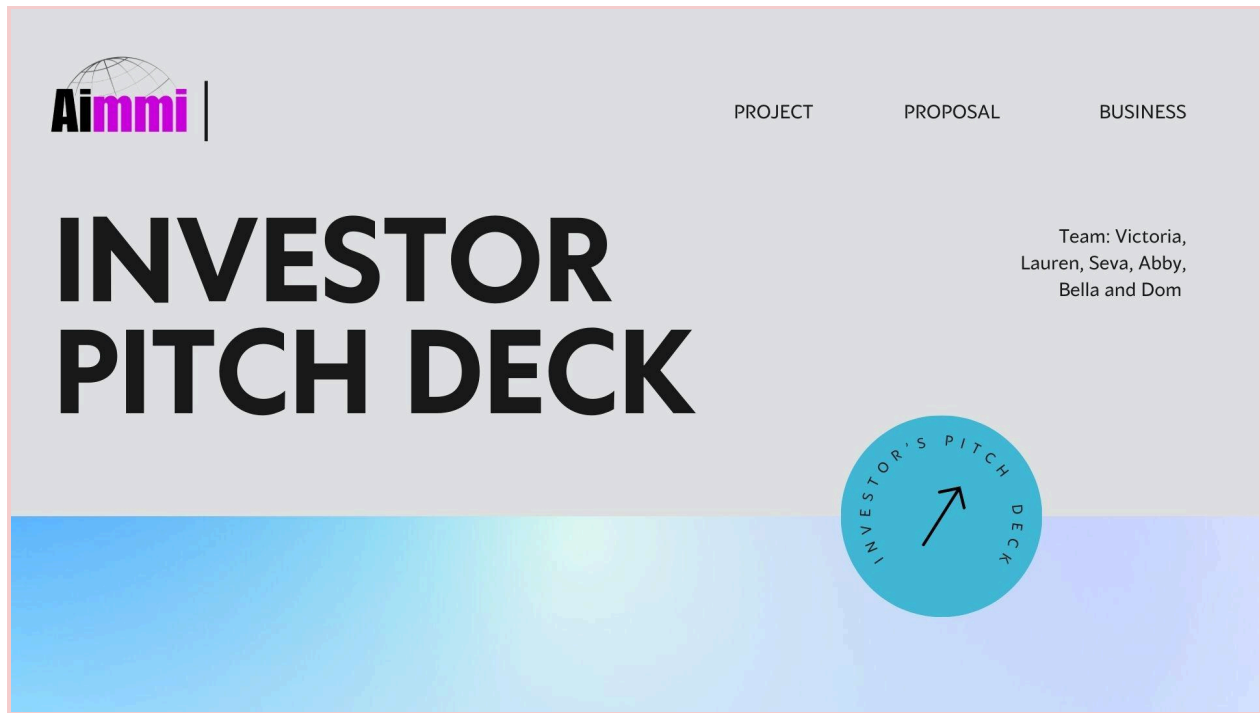 Aimmi
PROJECT
PROPOSAL
BUSINESS
INVESTOR
PITCH DECK
Team: Victoria,
Lauren, Seva, Abby,
Bella and Dom
INVESTOR'S PITCH DECK